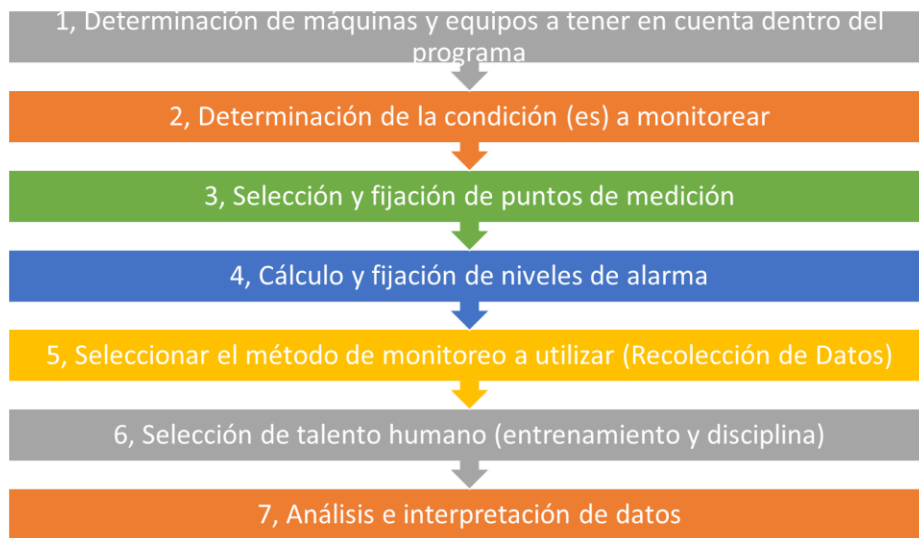 1, Determinación de máquinas y equipos a tener en cuenta dentro del
programa
2, Determinación de la condición (es) a monitorear
3, Selección y fijación de puntos de medición
4, Cálculo y fijación de niveles de alarma
5, Seleccionar el método de monitoreo a utilizar (Recolección de Datos)
6, Selección de talento humano (entrenamiento y disciplina)
7, Análisis e interpretación de datos